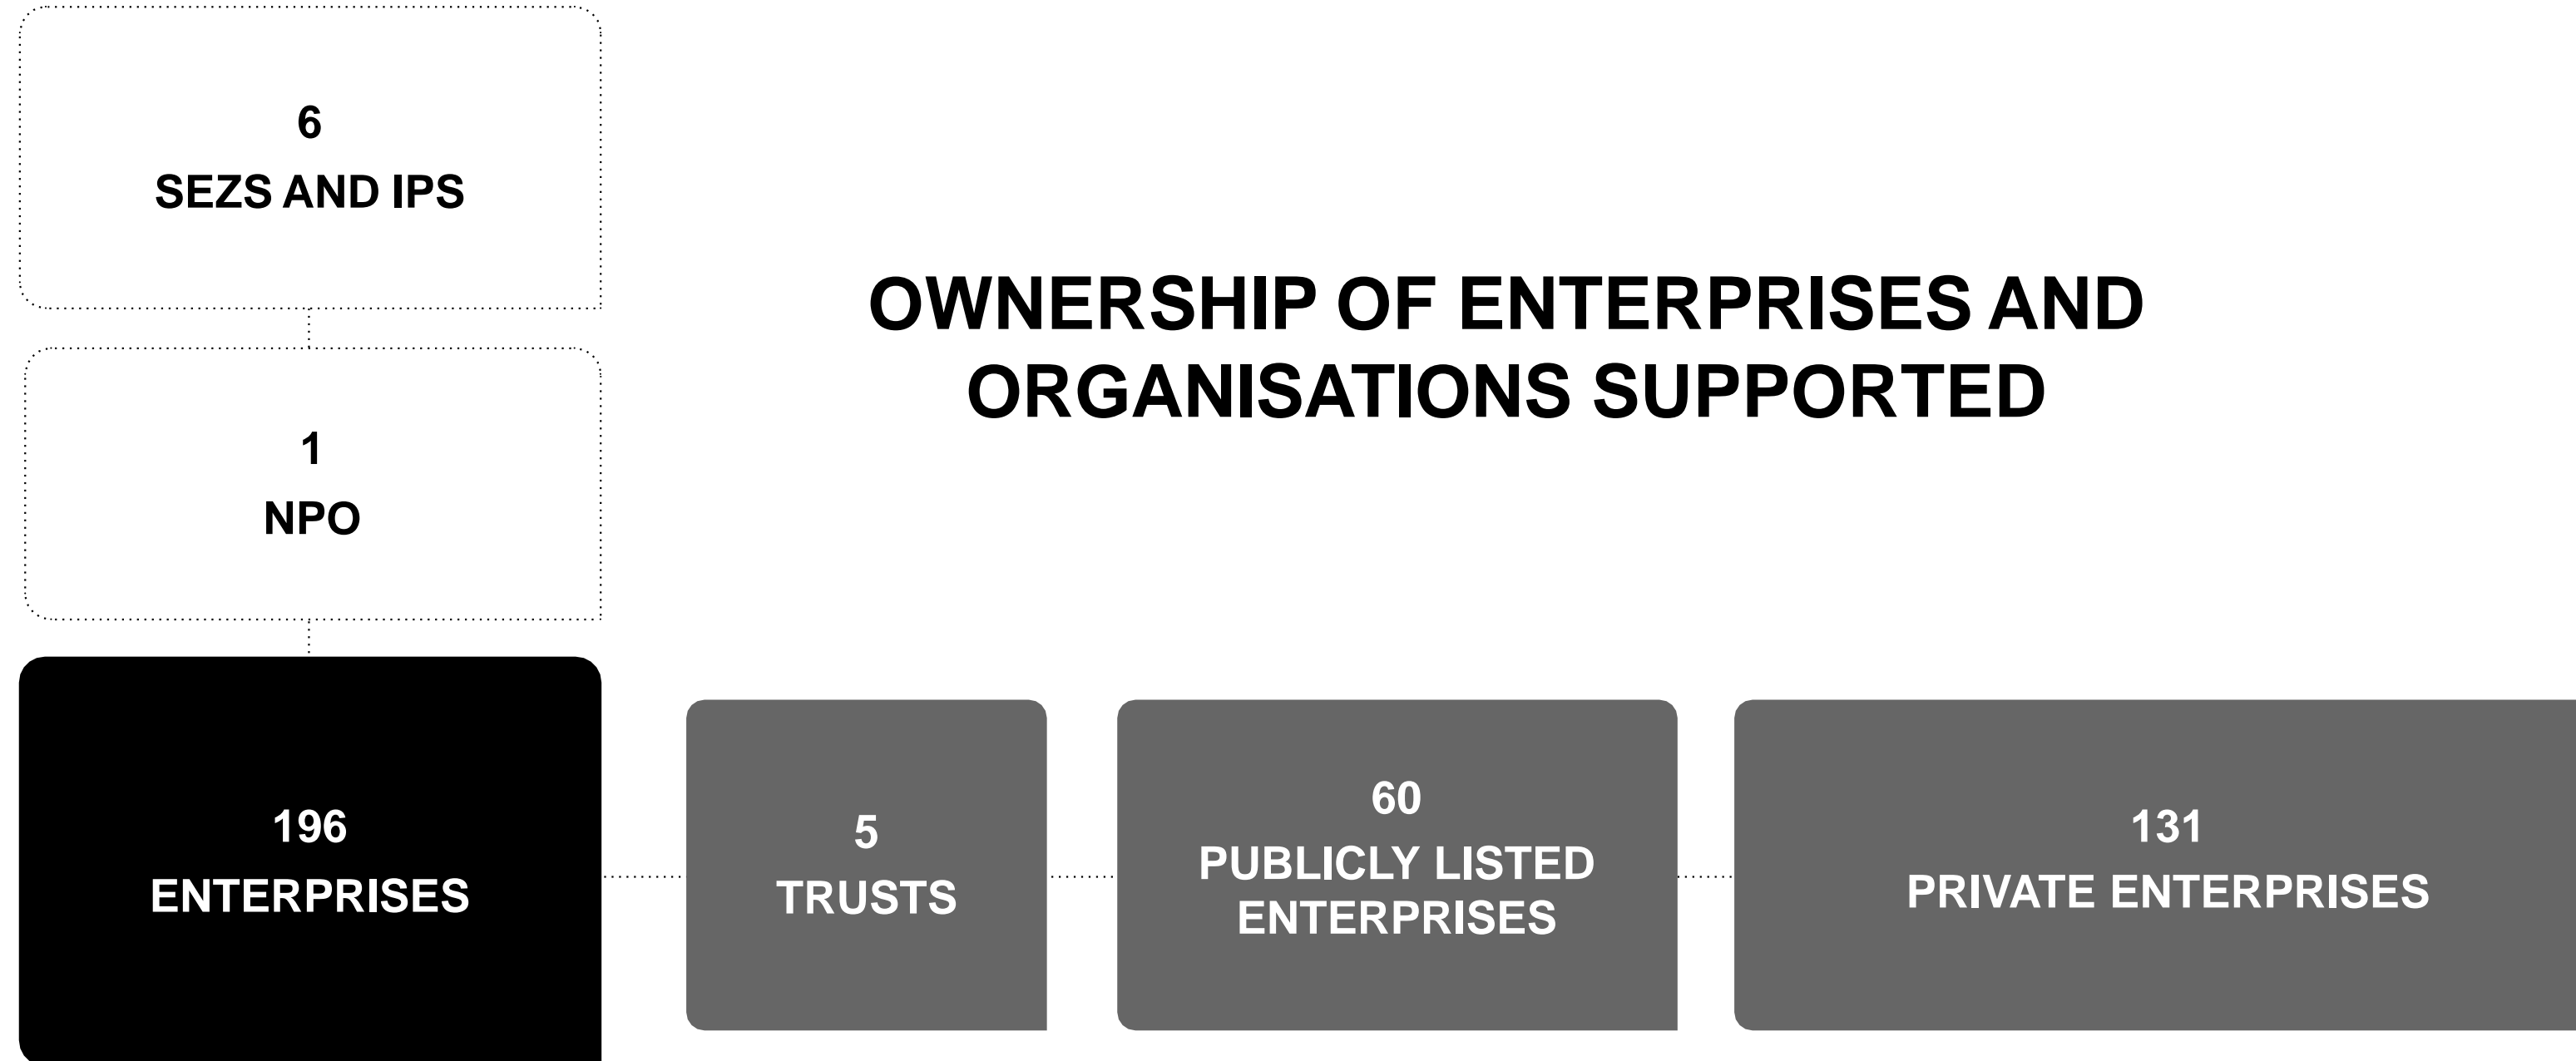 6
SEZS AND IPS
OWNERSHIP OF ENTERPRISES AND
ORGANISATIONS SUPPORTED
1
NPO
196
ENTERPRISES
5
TRUSTS
60
PUBLICLY LISTED
ENTERPRISES
131
PRIVATE ENTERPRISES